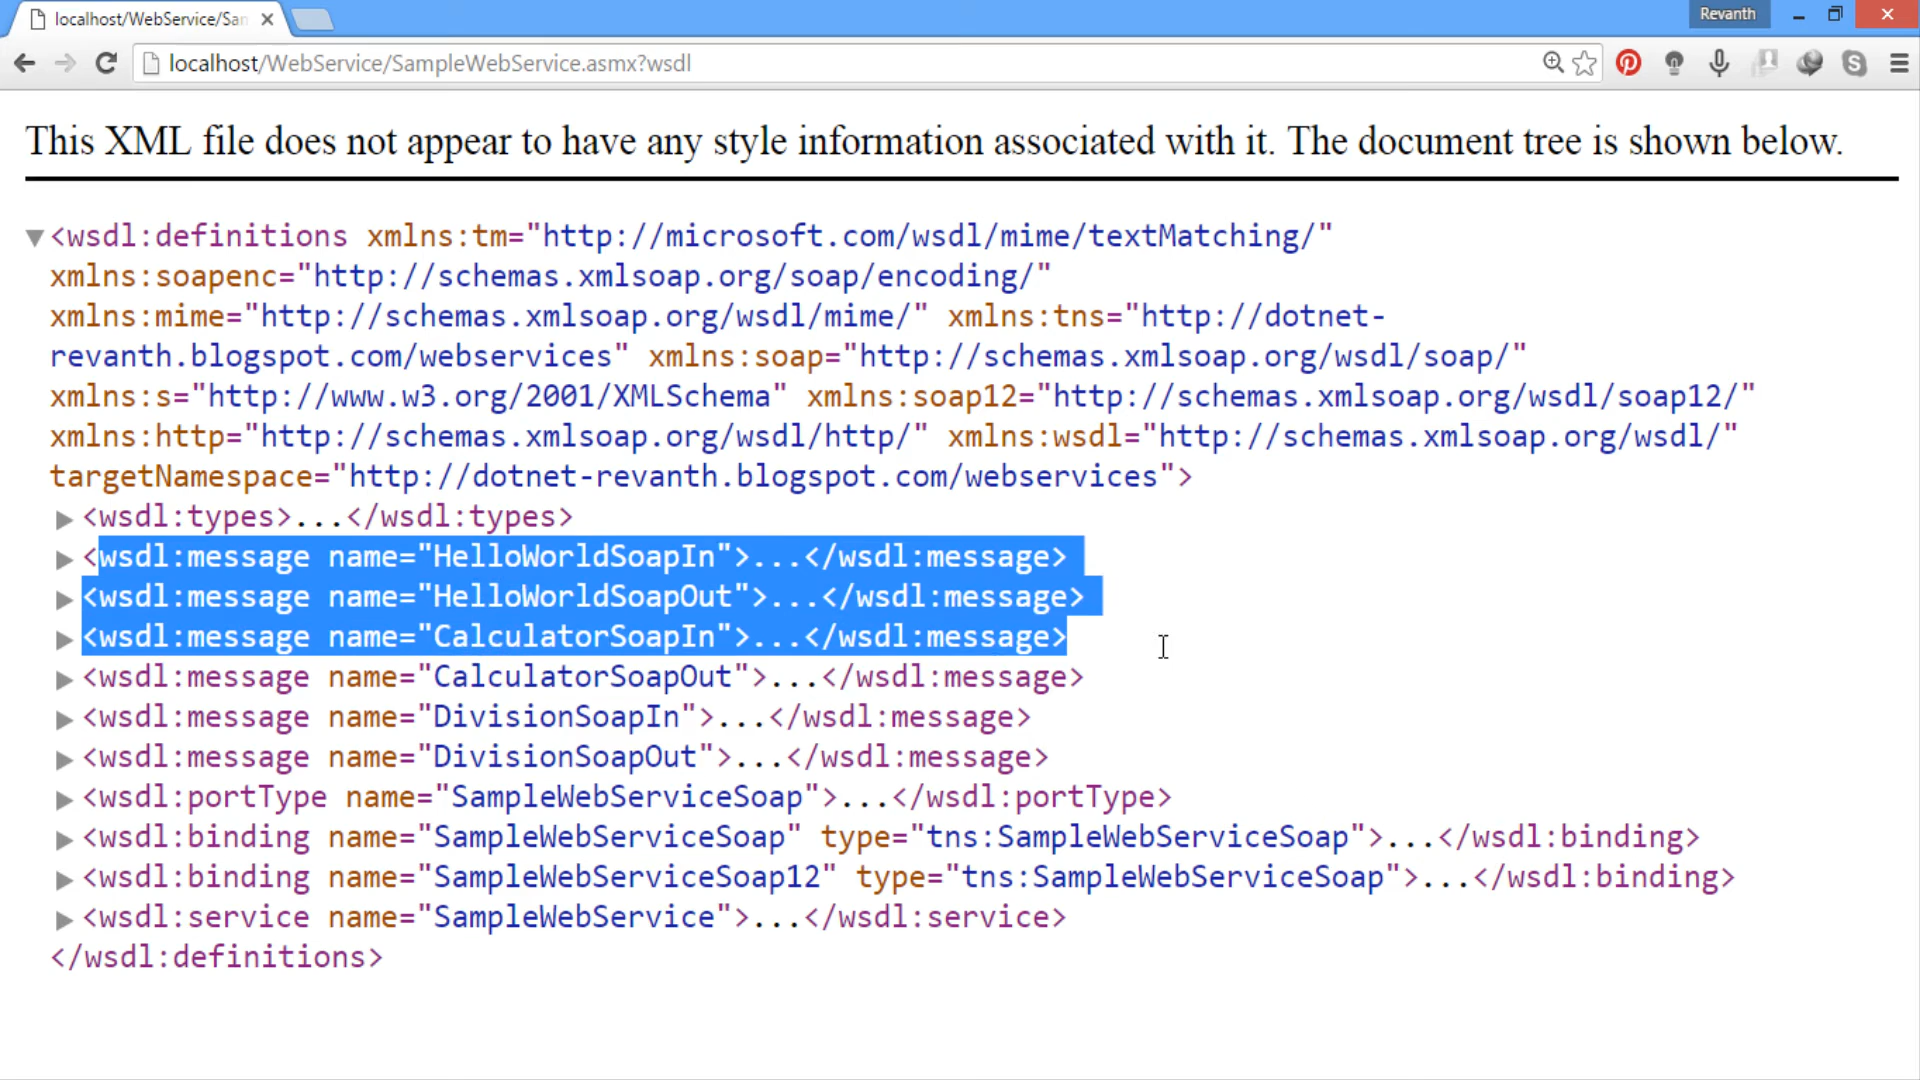 localhost/WebService/Sam
Revanth
localhost/WebService/SampleWebService.asmx?wsdl
This XML file does not appear to have any style information associated with it. The document tree is shown below.
<wsdl:definitions xmlns:tm="http://microsoft.com/wsdl/mime/textMatching/"
xmlns:soapenc="http://schemas.xmlsoap.org/soap/encoding/"
xmlns:mime="http://schemas.xmlsoap.org/wsdl/mime/" xmlns:tns="http://dotnet-
revanth.blogspot.com/webservices" xmlns:soap="http://schemas.xmlsoap.org/wsdl/soap/"
xmlns:s="http://www.w3.org/2001/XMLSchema" xmlns:soap12="http://schemas.xmlsoap.org/wsdl/soap12/"
xmlns:http="http://schemas.xmlsoap.org/wsdl/http/" xmlns:wsdl="http://schemas.xmlsoap.org/wsdl/"
targetNamespace="http://dotnet-revanth.blogspot.com/webservices">
<wsdl:types>...</wsdl:types>
<wsdl:message name="HelloWorldSoapIn">...</wsdl:message>
<wsdl:message name="HelloWorldSoapOut">...</wsdl:message>
<wsdl:message name="CalculatorSoapIn">...</wsdl:message>
<wsdl:message name="CalculatorSoapOut">...</wsdl:message>
<wsdl:message name="DivisionSoapIn">...</wsdl:message>
<wsdl:message name="DivisionSoapOut">...</wsdl:message>
<wsdl:portType name="SampleWebServiceSoap">...</wsdl:portType>
<wsdl:binding name="SampleWebServiceSoap" type="tns:SampleWebServiceSoap">...</wsdl:binding>
<wsdl:binding name="SampleWebServiceSoap12" type="tns:SampleWebServiceSoap">...</wsdl:binding>
<wsdl:service name="SampleWebService">...</wsdl:service>
</wsdl:definitions>